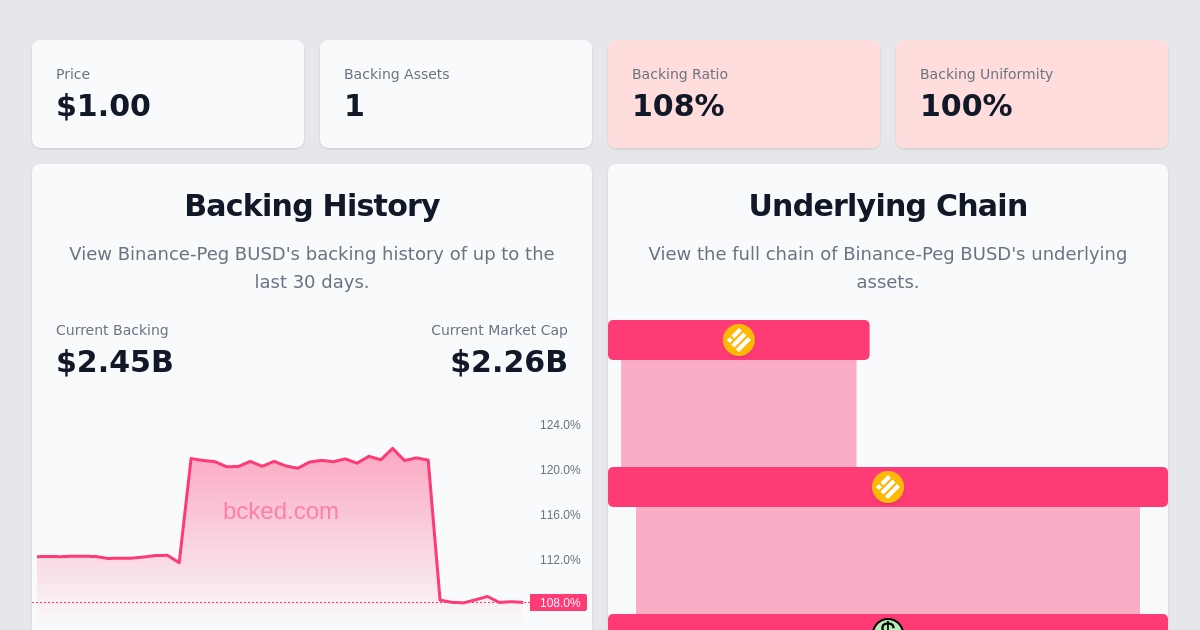 Price
$1.00
Backing Assets
1
Backing Ratio
108%
Backing Uniformity
100%
Backing History
View Binance-Peg BUSD's backing history of up to the
last 30 days.
Current Backing
$2.45B
Current Market Cap
$2.26B
124.0%
120.0%
116.0%
112.0%
108.0%
bcked.com
Underlying Chain
View the full chain of Binance-Peg BUSD's underlying
assets.
$